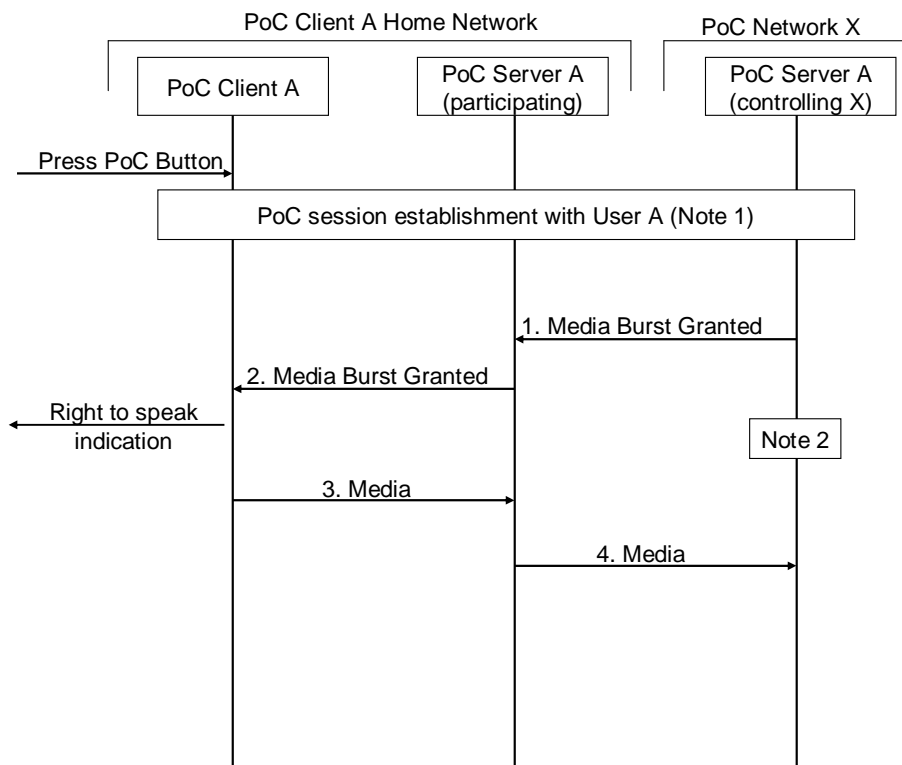 PoC Client A Home Network
PoC Network X
PoC Client A
PoC Server A
(participating)
PoC Server A
(controlling X)
Press PoC Button
PoC session establishment with User A (Note 1)
1. Media Burst Granted
2. Media Burst Granted
Right to speak
indication
Note 2
3. Media
4. Media